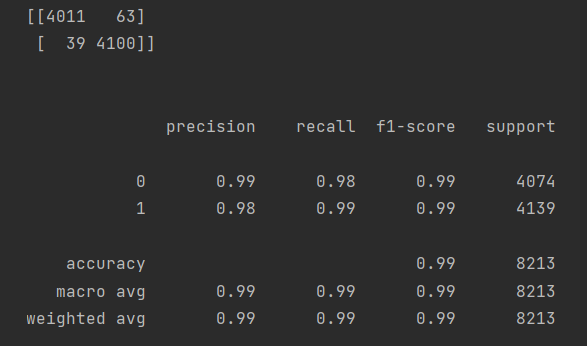 [[4011   63]
 [  39 4100]]
              precision    recall  f1-score   support
           0       0.99      0.98      0.99      4074
           1       0.98      0.99      0.99      4139
    accuracy                           0.99      8213
   macro avg       0.99      0.99      0.99      8213
weighted avg       0.99      0.99      0.99      8213